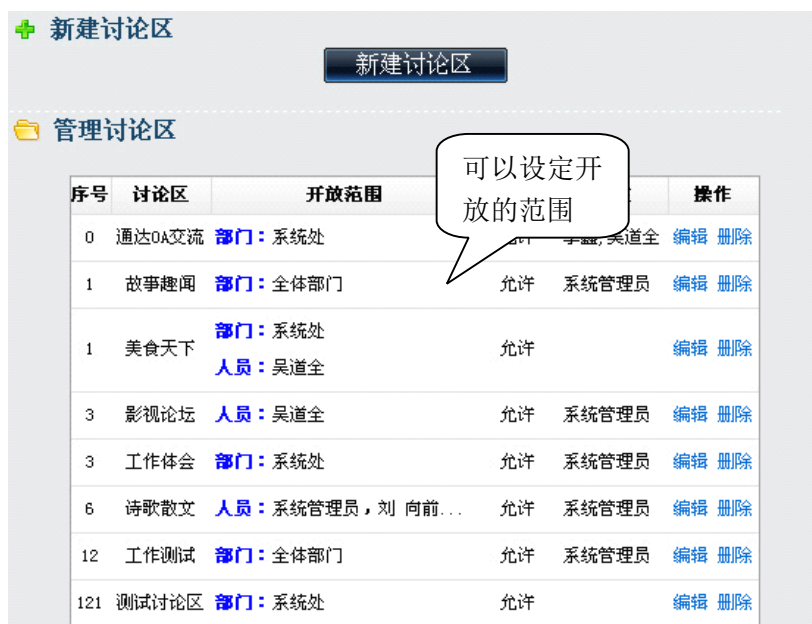 新建讨论区
新建讨论区
管理讨论区
可以设定开
放的范围
序号 讨论区 开放范围 操作
0 通达OA交流 部门：系统处 吴道全 编辑 删除
1 故事趣闻 部门：全体部门 允许 系统管理员 编辑 删除
1 美食天下 部门：系统处 人员：吴道全 允许 编辑 删除
3 影视论坛 人员：吴道全 允许 系统管理员 编辑 删除
3 工作体会 部门：系统处 允许 系统管理员 编辑 删除
6 诗歌散文 人员：系统管理员，刘 向前... 允许 系统管理员 编辑 删除
12 工作测试 部门：全体部门 允许 系统管理员 编辑 删除
121 测试讨论区 部门：系统处 允许 编辑 删除